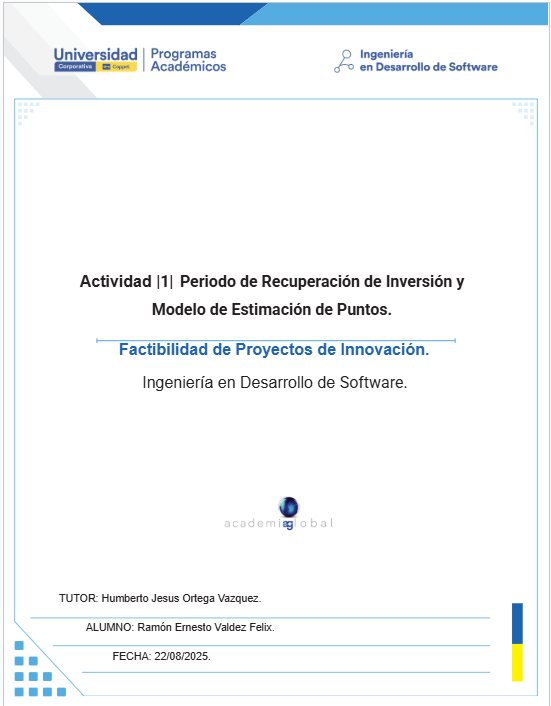 Universidad
Corporativa en Coppel
Programas
Académicos
Ingeniería
en Desarrollo de Software
Actividad |1| Periodo de Recuperación de Inversión y
Modelo de Estimación de Puntos.
Factibilidad de Proyectos de Innovación.
Ingeniería en Desarrollo de Software.
academiaglobal
ag
TUTOR: Humberto Jesus Ortega Vazquez.
ALUMNO: Ramón Ernesto Valdez Felix.
FECHA: 22/08/2025.